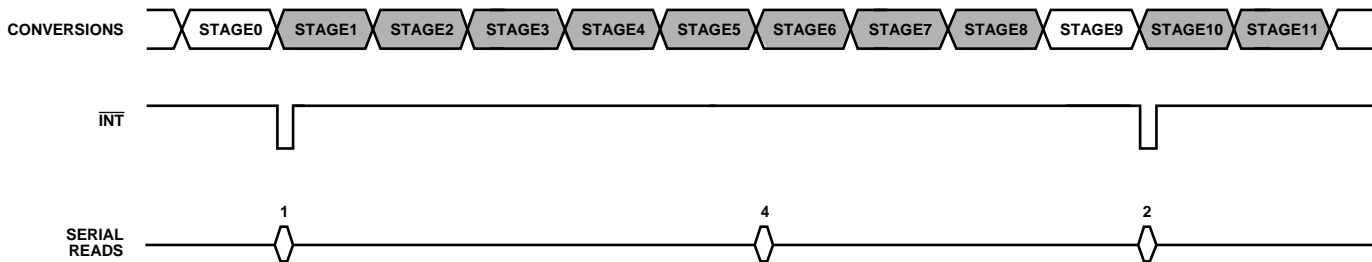 CONVERSIONS STAGE0 STAGE1 STAGE2 STAGE3 STAGE4 STAGE5 STAGE6 STAGE7 STAGE8 STAGE9 STAGE10 STAGE11
INT
1 4 2
SERIAL
READS